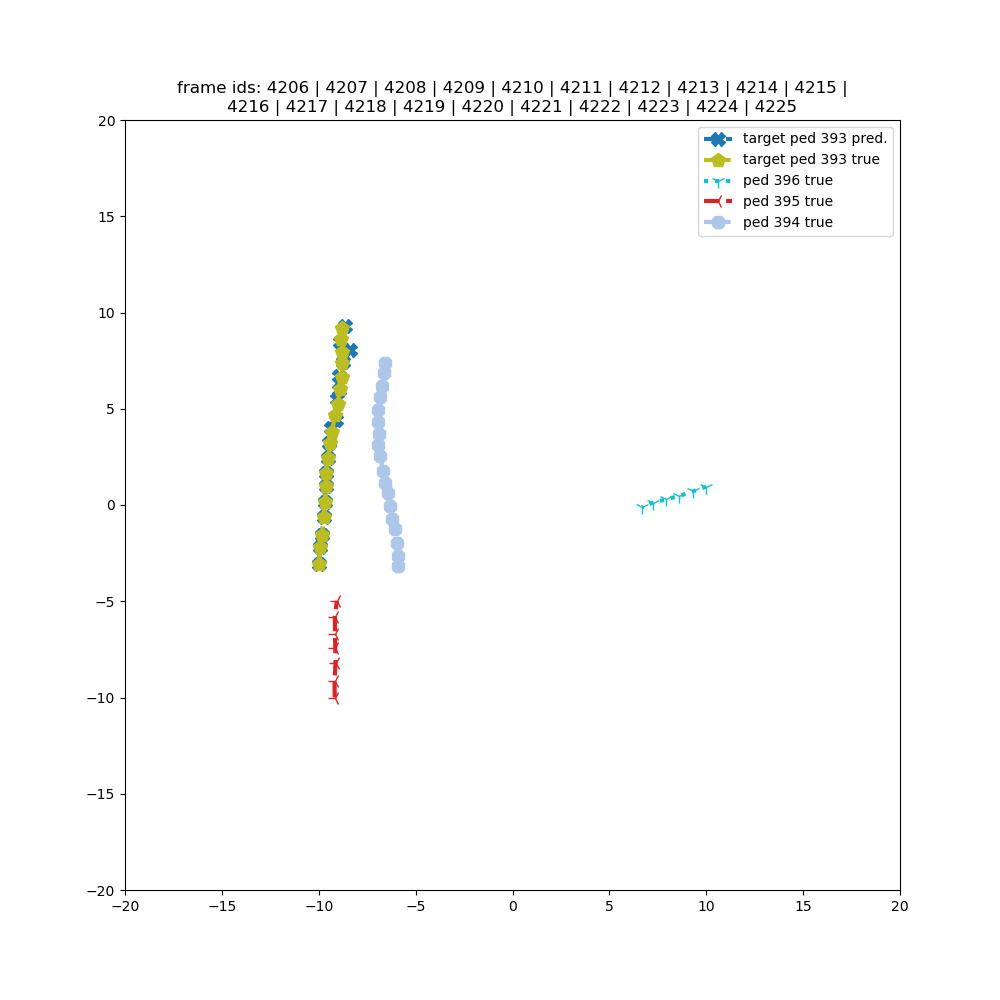 frame ids: 4206 | 4207 | 4208 | 4209 | 4210 | 4211 | 4212 | 4213 | 4214 | 4215 |
4216 | 4217 | 4218 | 4219 | 4220 | 4221 | 4222 | 4223 | 4224 | 4225
target ped 393 pred.
target ped 393 true
ped 396 true
ped 395 true
ped 394 true
20
15
10
5
0
−5
−10
−15
−20
−20 −15 −10 −5 0 5 10 15 20